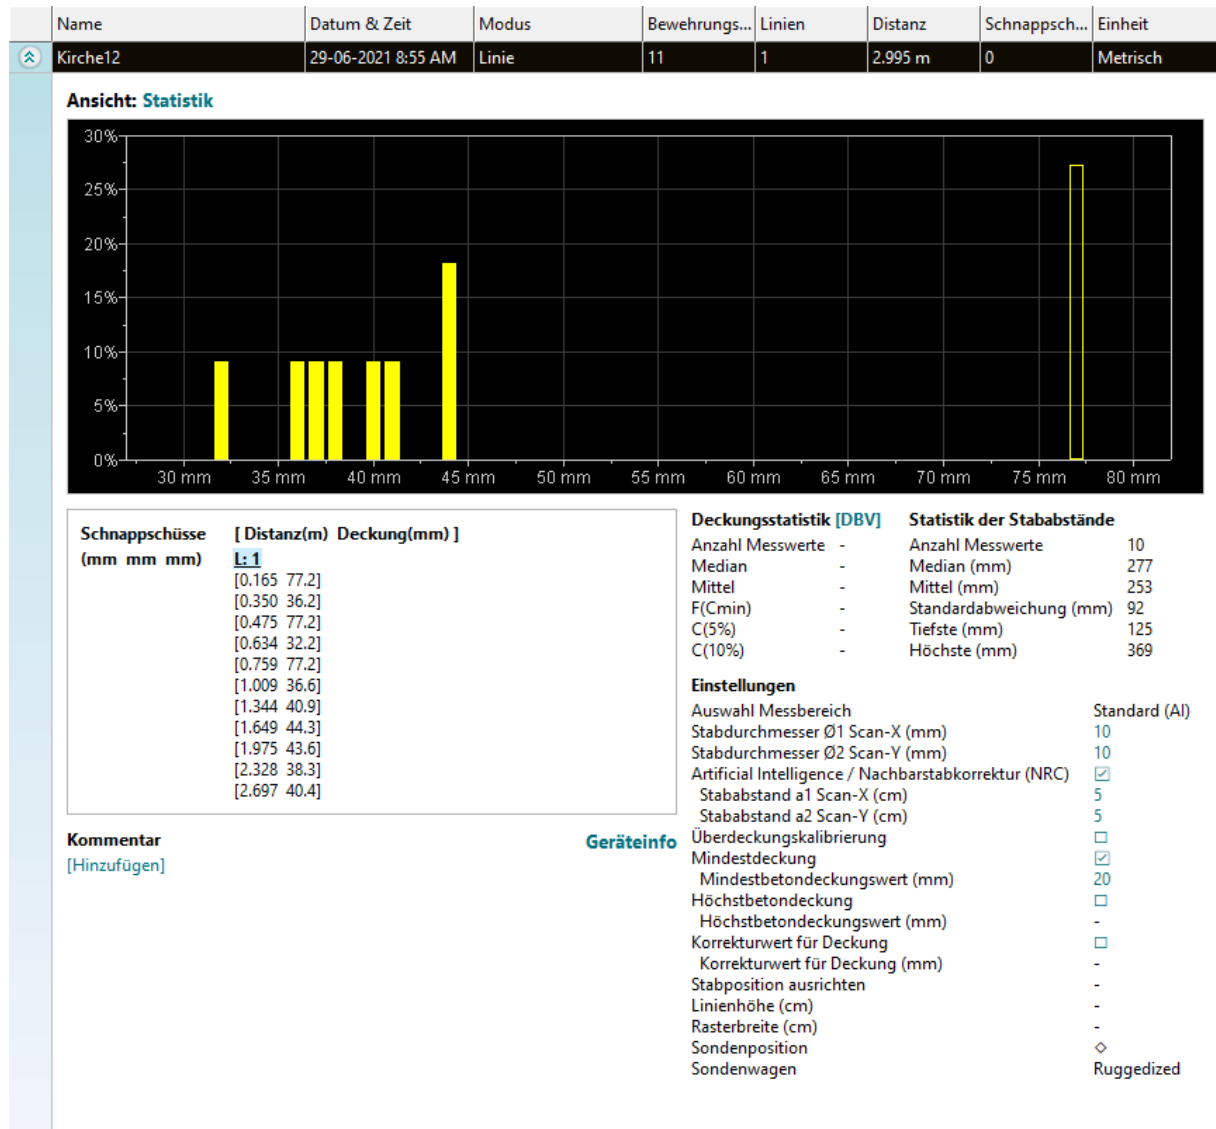 Name Datum & Zeit Modus Bewehrungs... Linien Distanz Schnappsch... Einheit
Kirche12 29-06-2021 8:55 AM Linie 11 1 2.995 m 0 Metrisch
Ansicht: Statistik
30%
25%
20%
15%
10%
5%
0%
30 mm 35 mm 40 mm 45 mm 50 mm 55 mm 60 mm 65 mm 70 mm 75 mm 80 mm
Schnappschüsse [ Distanz(m) Deckung(mm) ]
(mm mm mm) L: 1
[0.165 77.2]
[0.350 36.2]
[0.475 77.2]
[0.634 32.2]
[0.759 77.2]
[1.009 36.6]
[1.344 40.9]
[1.649 44.3]
[1.975 43.6]
[2.328 38.3]
[2.697 40.4]
Kommentar Geräteinfo
[Hinzufügen]
Deckungsstatistik [DBV]
Anzahl Messwerte -
Median -
Mittel -
F(Cmin) -
C(5%) -
C(10%) -
Statistik der Stababstände
Anzahl Messwerte 10
Median (mm) 277
Mittel (mm) 253
Standardabweichung (mm) 92
Tiefste (mm) 125
Höchste (mm) 369
Einstellungen
Auswahl Messbereich Standard (AI)
Stabdurchmesser Ø1 Scan-X (mm) 10
Stabdurchmesser Ø2 Scan-Y (mm) 10
Artificial Intelligence / Nachbarstabkorrektur (NRC) ☑
Stababstand a1 Scan-X (cm) 5
Stababstand a2 Scan-Y (cm) 5
Überdeckungskalibrierung ☐
Mindestdeckung ☑
Mindestbetondeckungswert (mm) 20
Höchstbetondeckung ☐
Höchstbetondeckungswert (mm) -
Korrekturwert für Deckung ☐
Korrekturwert für Deckung (mm) -
Stabposition ausrichten -
Linienhöhe (cm) -
Rasterbreite (cm) -
Sondenposition ◇
Sondenwagen Ruggedized